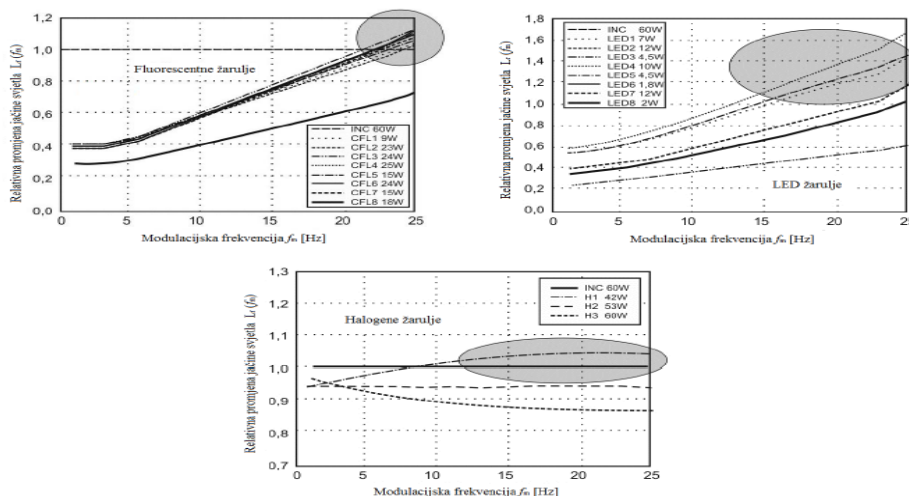 Relativna promjena jačine svjetla Lr (fm)
1,2
1,0
0,8
0,6
0,4
0,2
0,0
Fluorescentne žarulje
INC 60W
CFL1 9W
CFL2 23W
CFL3 24W
CFL4 25W
CFL5 15W
CFL6 24W
CFL7 15W
CFL8 18W
0 5 10 15 20 25
Modulacijska frekvencija fm [Hz]
Relativna promjena jačine svjetla Lr (fm)
1,8
1,6
1,4
1,2
1,0
0,8
0,6
0,4
0,2
0,0
INC 60W
LED1 7W
LED2 12W
LED3 4,5W
LED4 10W
LED5 4,5W
LED6 1,8W
LED7 12W
LED8 2W
LED žarulje
0 5 10 15 20 25
Modulacijska frekvencija fm [Hz]
Relativna promjena jačine svjetla Lr (fm)
1,3
1,2
1,1
1,0
0,9
0,8
0,7
Halogene žarulje
INC 60W
H1 42W
H2 53W
H3 60W
0 5 10 15 20 25
Modulacijska frekvencija fm [Hz]